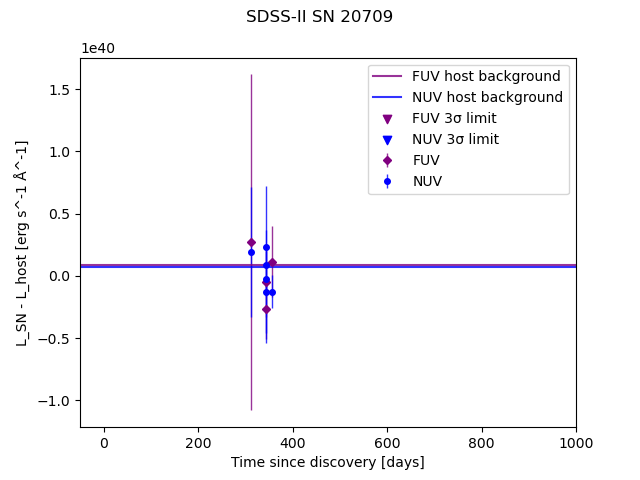 SDSS-II SN 20709
1e40
FUV host background
NUV host background
FUV 3σ limit
NUV 3σ limit
FUV
NUV
1.5
1.0
0.5
0.0
−0.5
−1.0
L_SN - L_host [erg s^-1 Å^-1]
0 200 400 600 800 1000
Time since discovery [days]